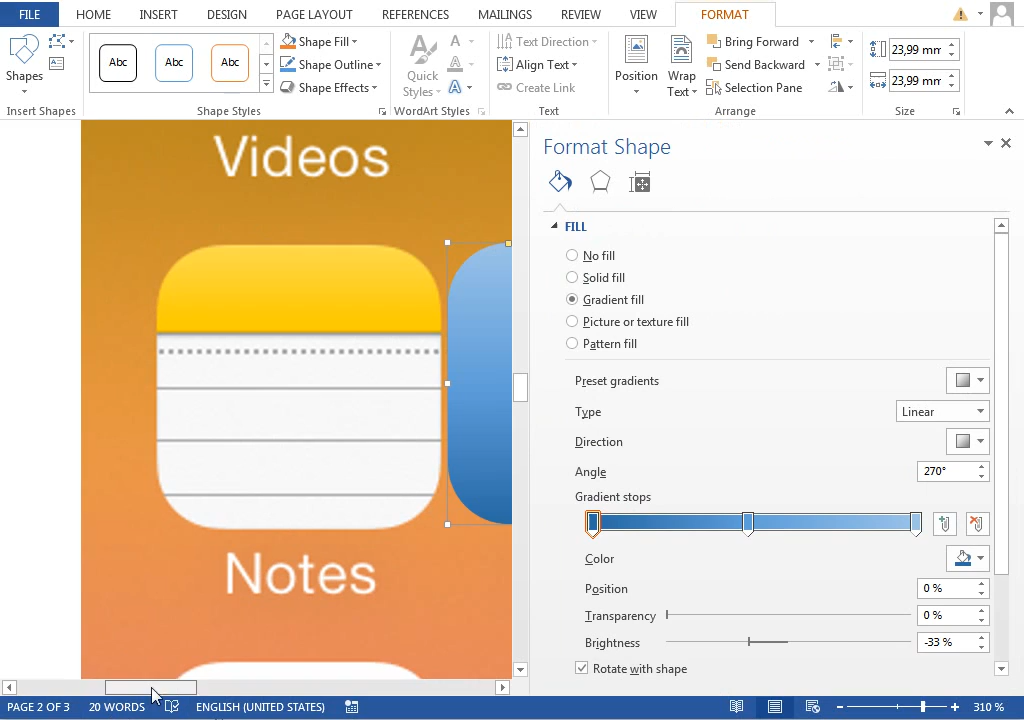 FILE HOME INSERT DESIGN PAGE LAYOUT REFERENCES MAILINGS REVIEW VIEW FORMAT
Shapes
Insert Shapes
Abc Abc Abc
Shape Fill
Shape Outline
Shape Effects
Shape Styles
A
A
A
A
Quick
Styles
WordArt Styles
Text Direction
Align Text
Create Link
Text
Position
Wrap
Text
Bring Forward
Send Backward
Selection Pane
Arrange
23,99 mm
23,99 mm
Size
Videos
Notes
Format Shape
FILL
No fill
Solid fill
Gradient fill
Picture or texture fill
Pattern fill
Preset gradients
Type Linear
Direction
Angle 270°
Gradient stops
Color
Position 0 %
Transparency 0 %
Brightness -33 %
Rotate with shape
PAGE 2 OF 3 20 WORDS ENGLISH (UNITED STATES) 310 %